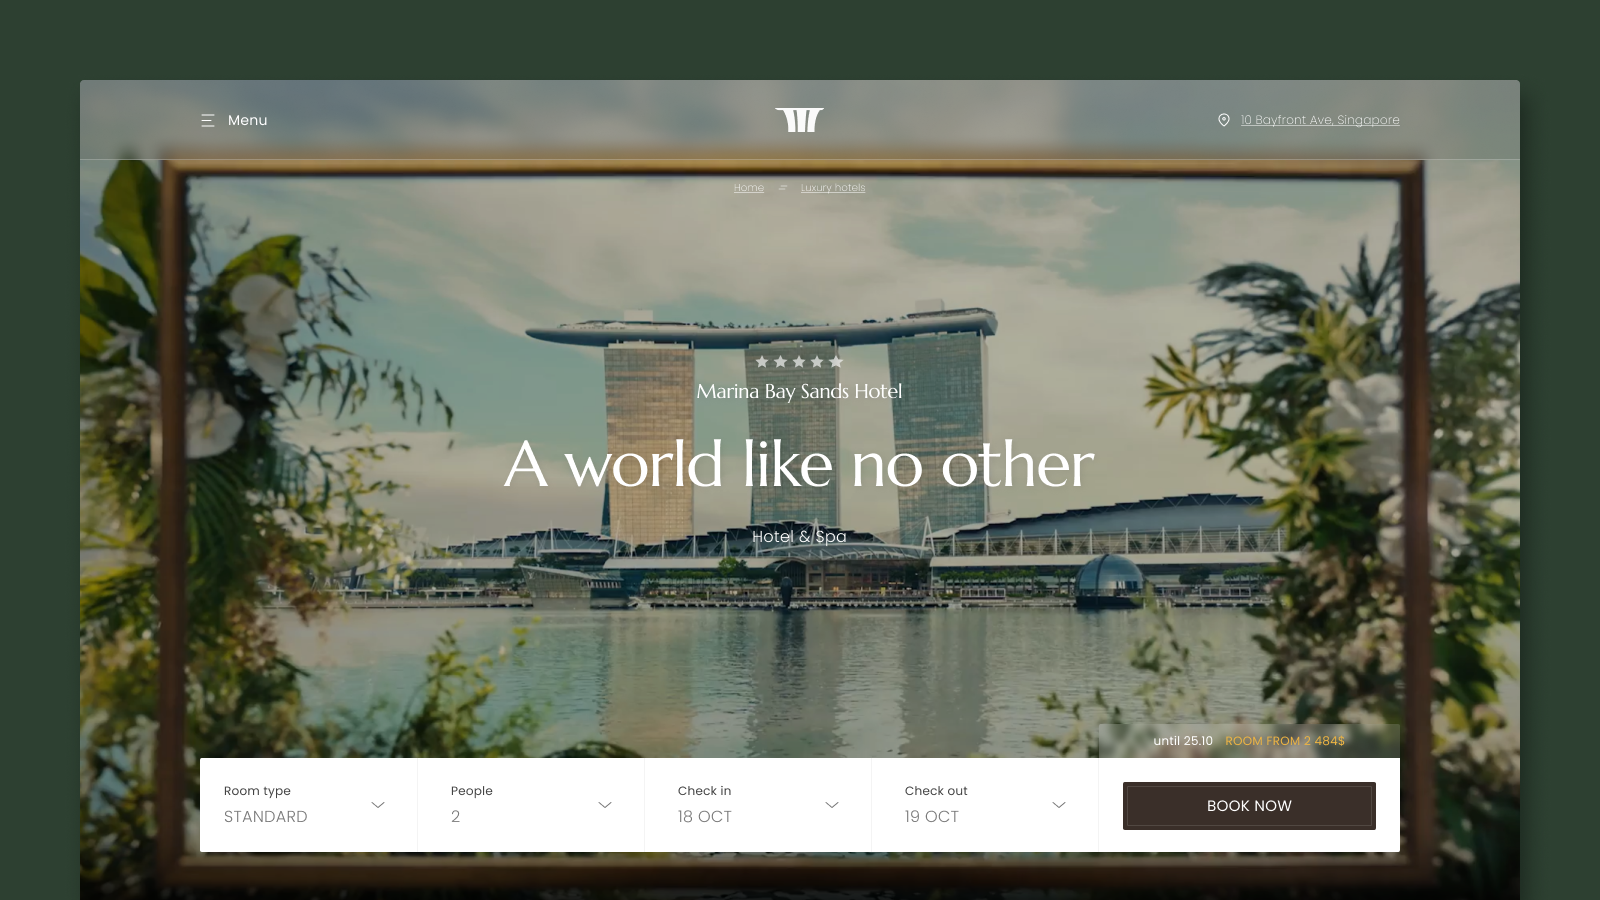 Menu
10 Bayfront Ave, Singapore
Home
Luxury hotels
Marina Bay Sands Hotel
A world like no other
Hotel & Spa
until 25.10 ROOM FROM 2 484$
Room type
STANDARD
People
2
Check in
18 OCT
Check out
19 OCT
BOOK NOW